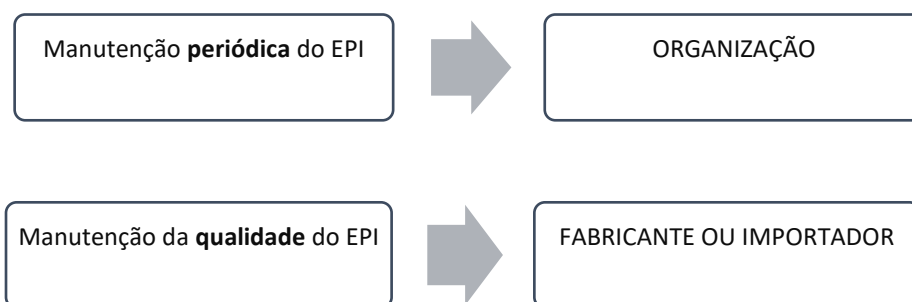 Manutenção periódica do EPI
ORGANIZAÇÃO
Manutenção da qualidade do EPI
FABRICANTE OU IMPORTADOR